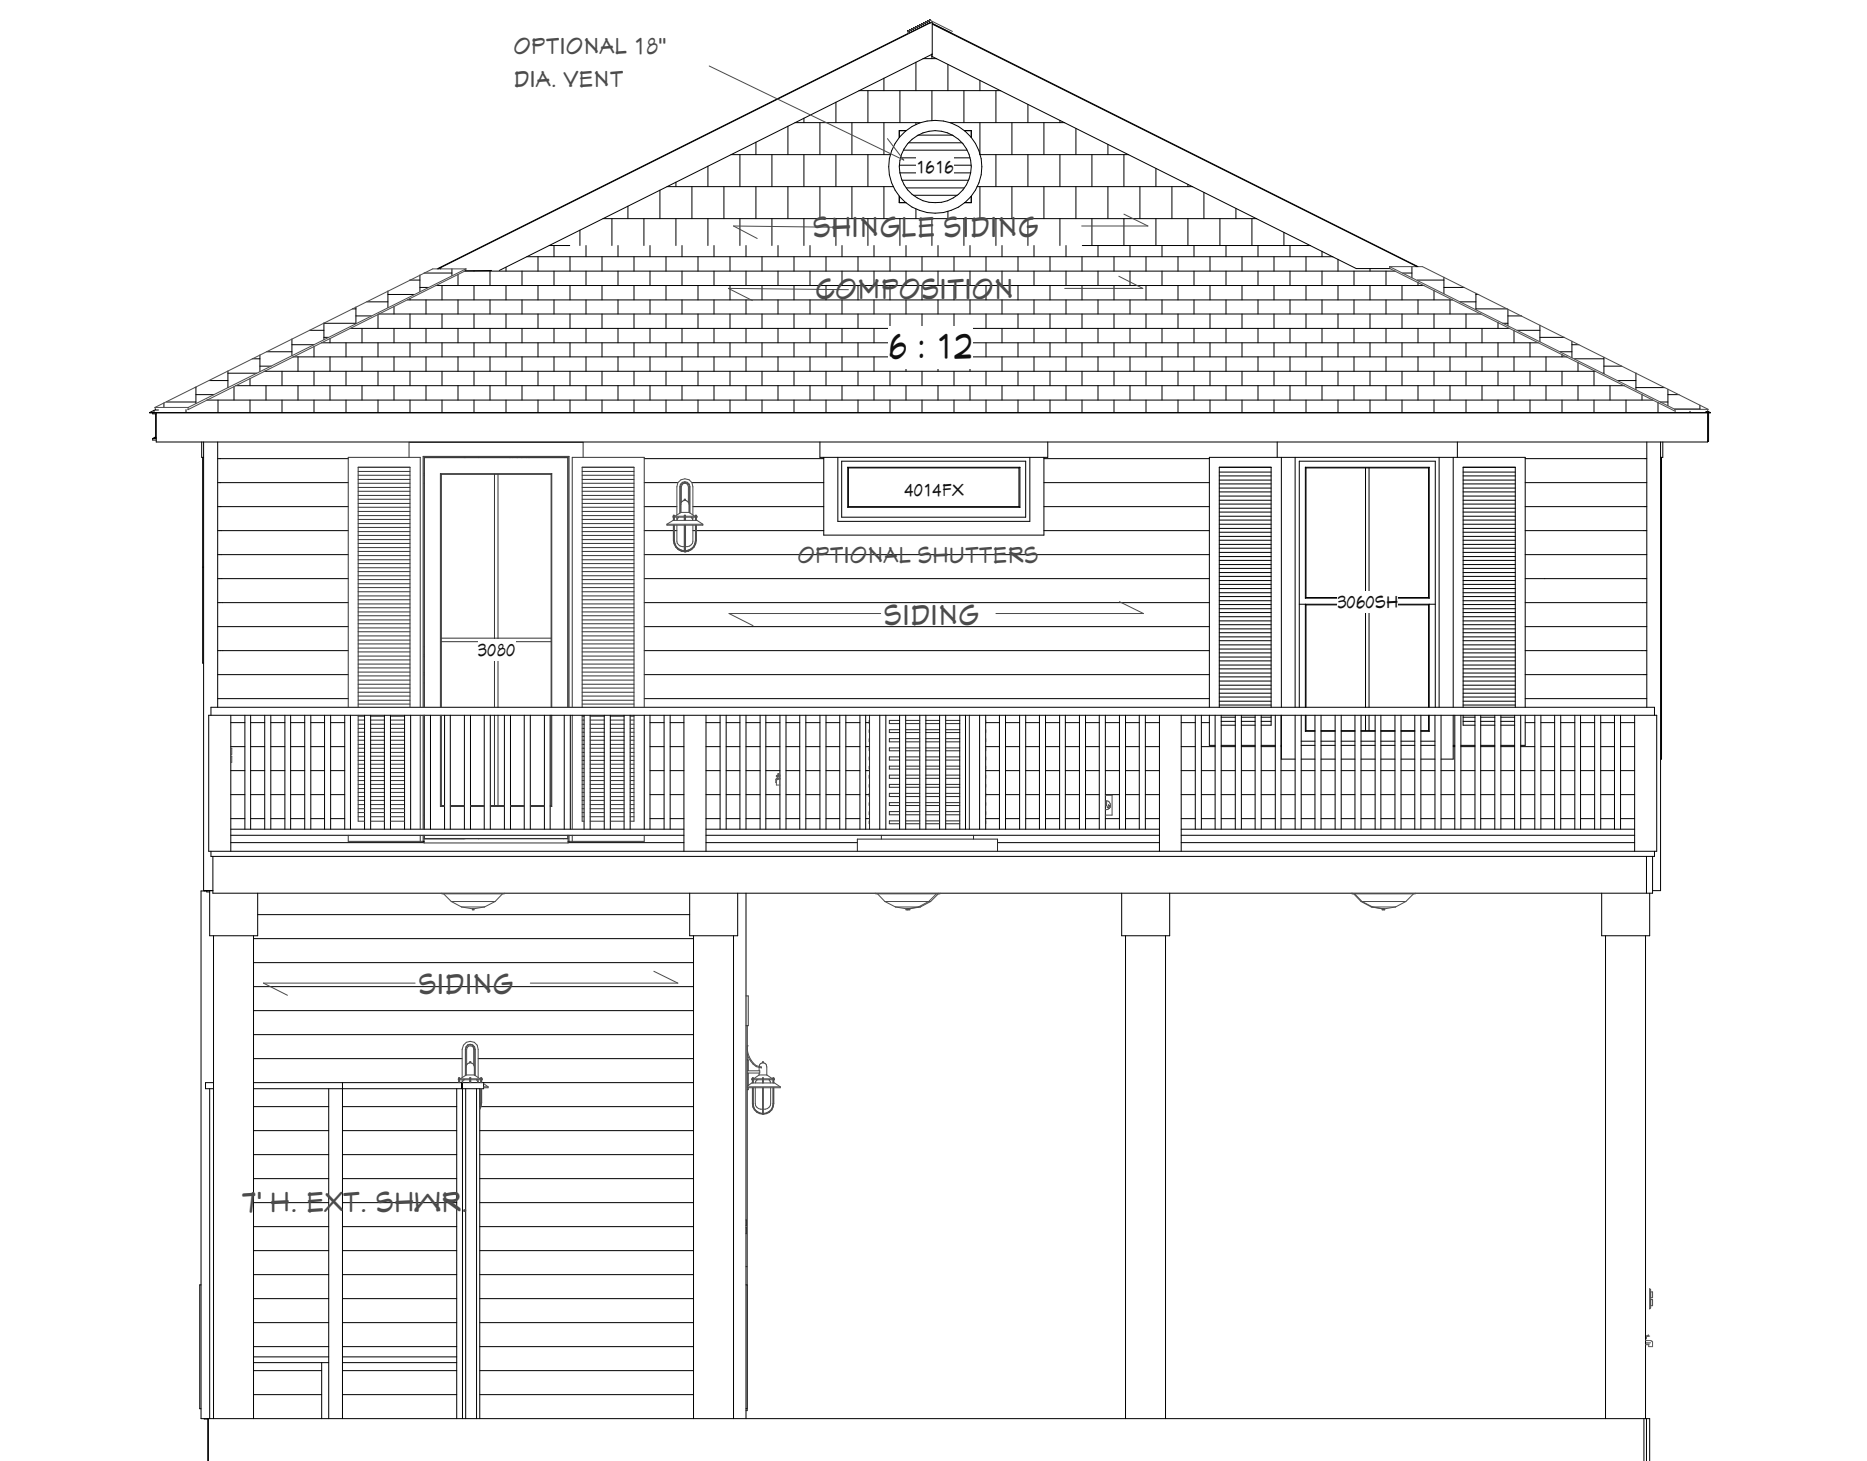 OPTIONAL 18"
DIA. VENT
1616
SHINGLE SIDING
COMPOSITION
6 : 12
4014FX
OPTIONAL SHUTTERS
3060SH
SIDING
3080
SIDING
7' H. EXT. SHWR.